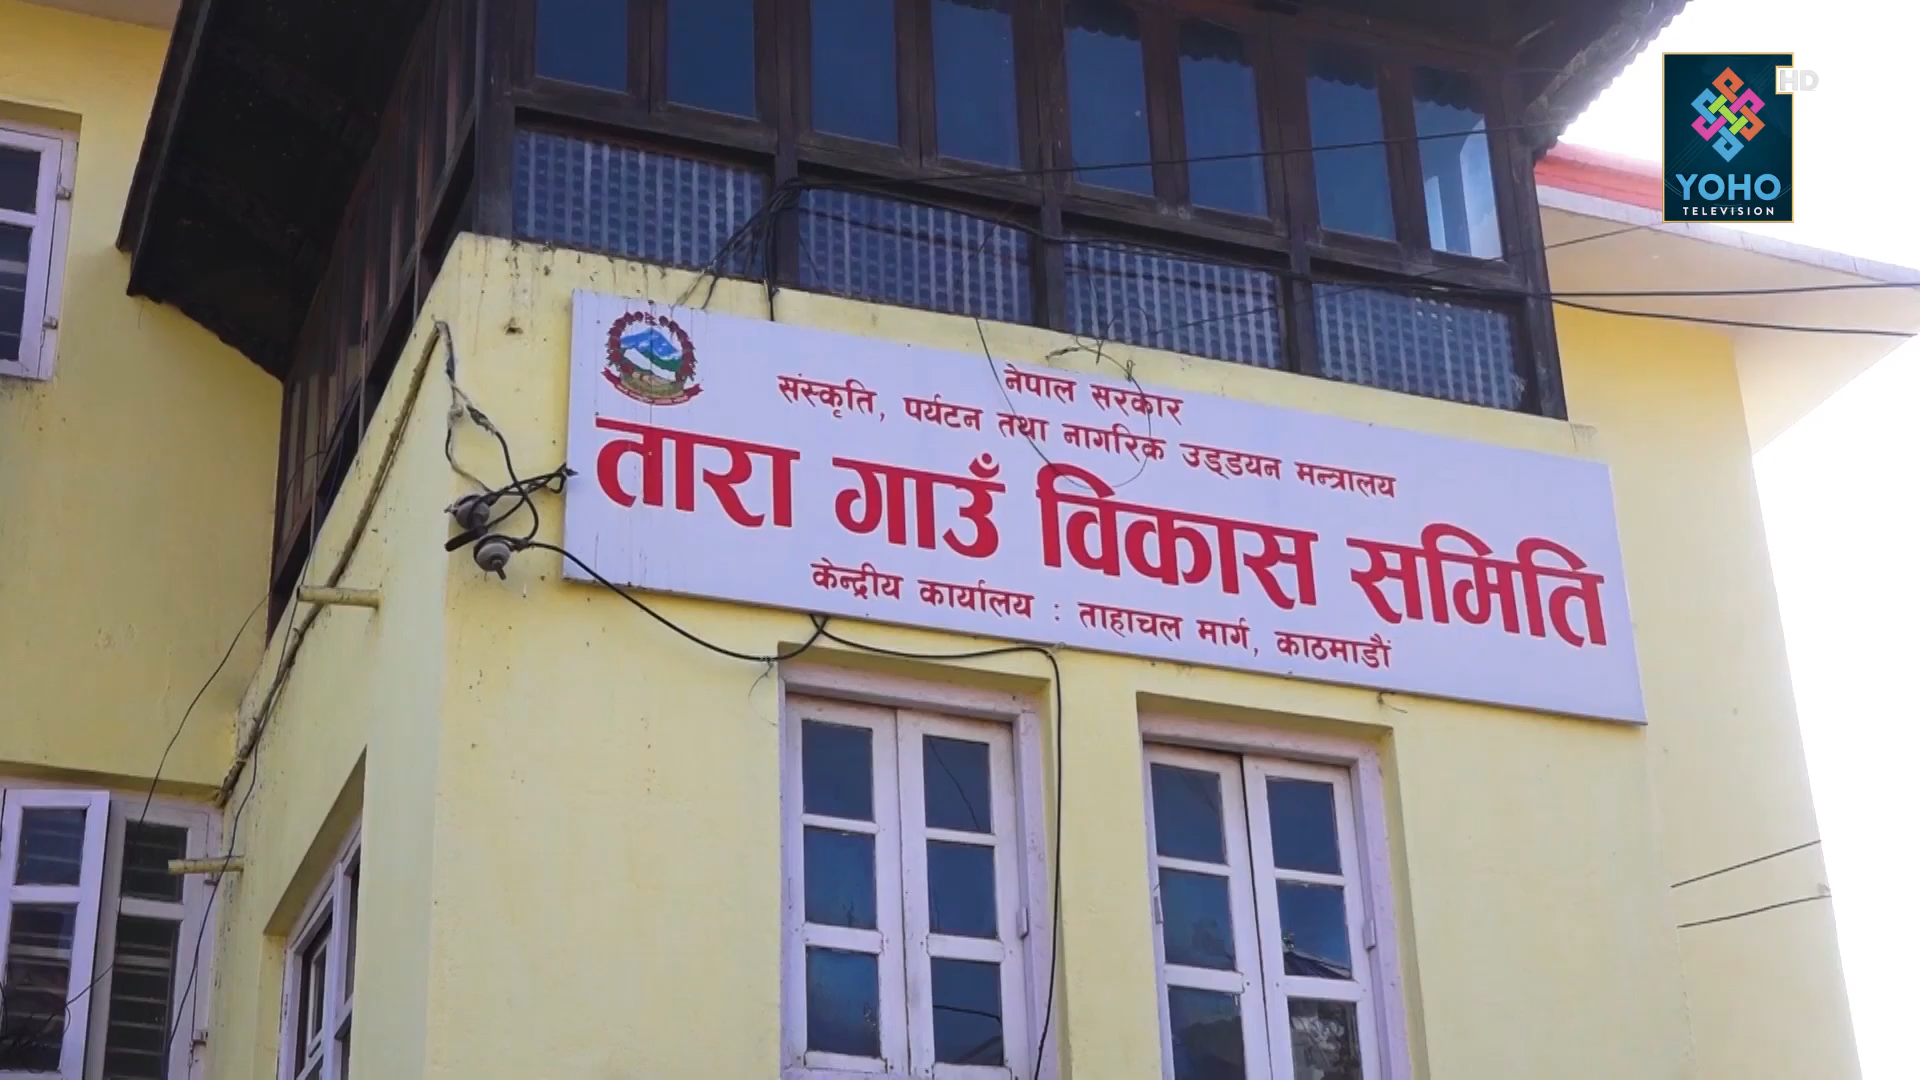 HD
YOHO
TELEVISION
नेपाल सरकार
संस्कृति, पर्यटन तथा नागरिक उड्डयन मन्त्रालय
तारा गाउँ विकास समिति
केन्द्रीय कार्यालय : ताहाचल मार्ग, काठमाडौं